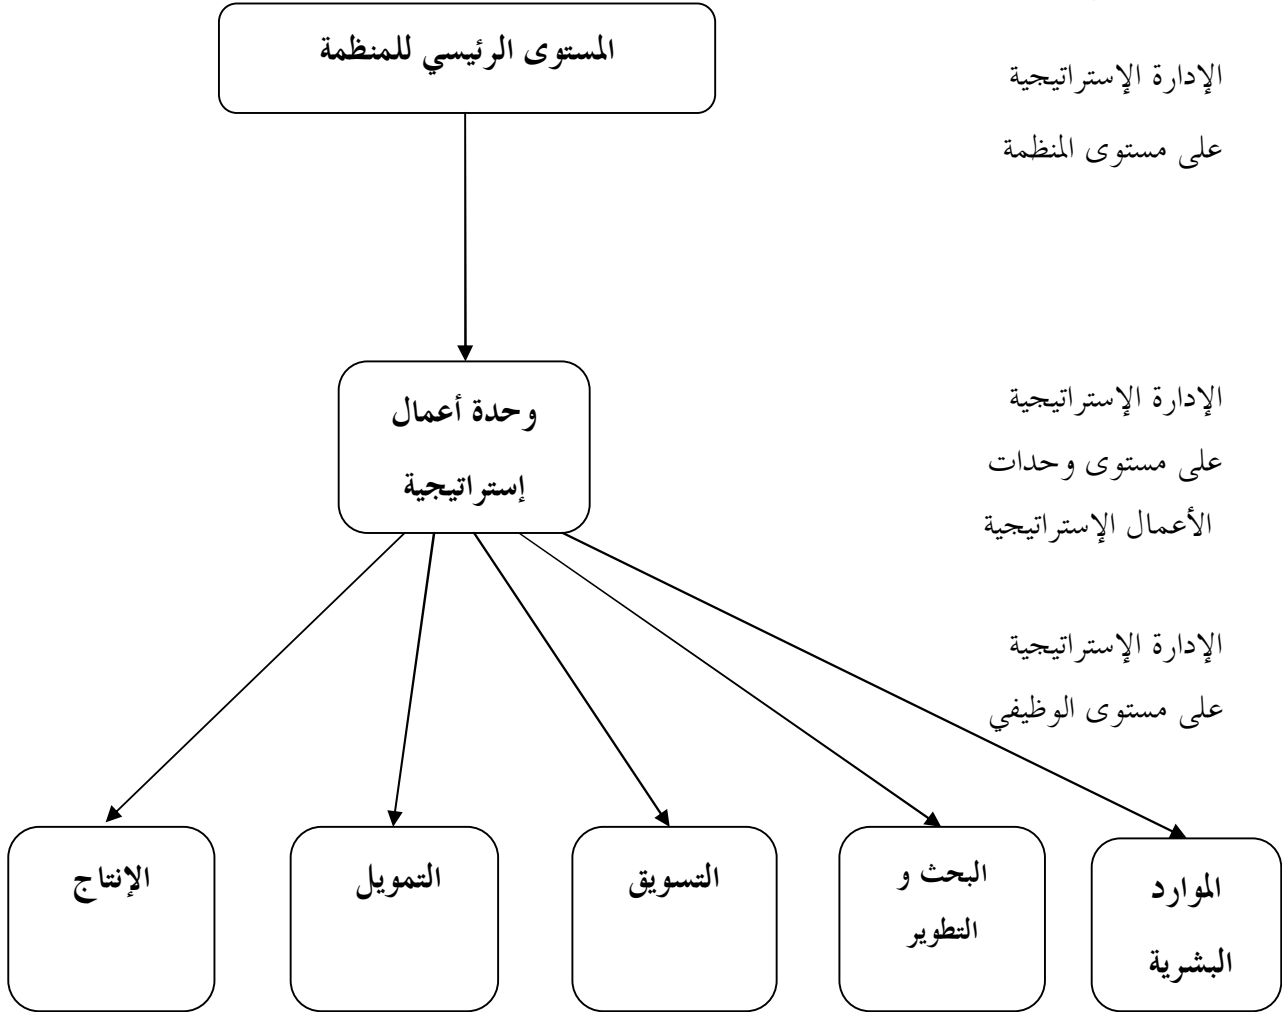 المستوى الرئيسي للمنظمة
الإدارة الإستراتيجية
على مستوى المنظمة
وحدة أعمال
إستراتيجية
الإدارة الإستراتيجية
على مستوى وحدات
الأعمال الإستراتيجية
الإدارة الإستراتيجية
على مستوى الوظيفي
الموارد
البشرية
البحث و
التطوير
التسويق
التمويل
الإنتاج